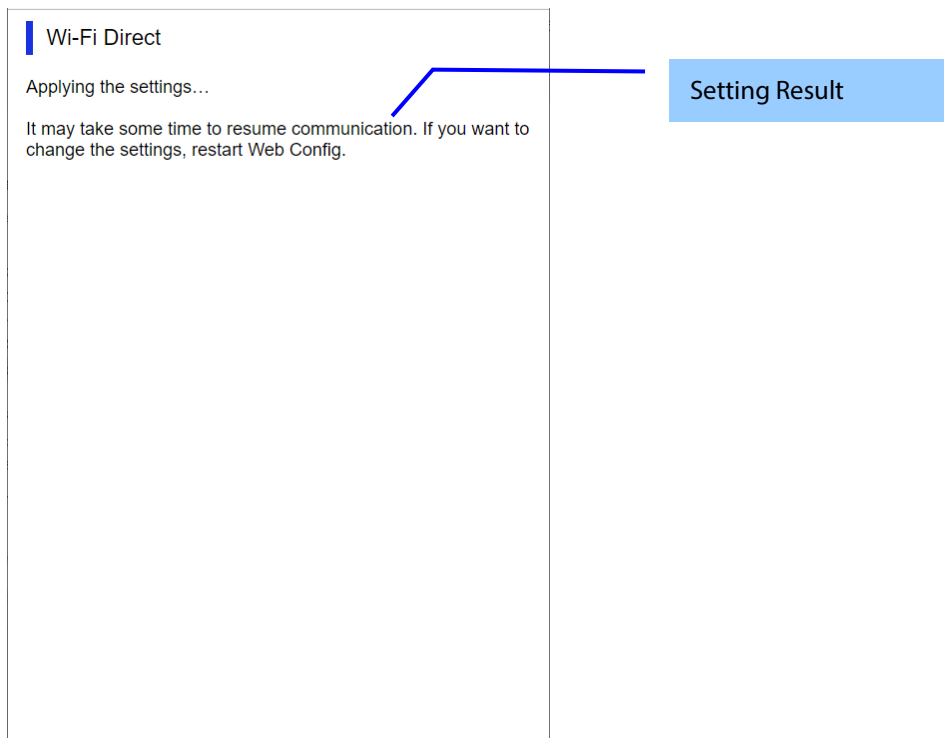 Wi-Fi Direct
Applying the settings…
It may take some time to resume communication. If you want to
change the settings, restart Web Config.
Setting Result